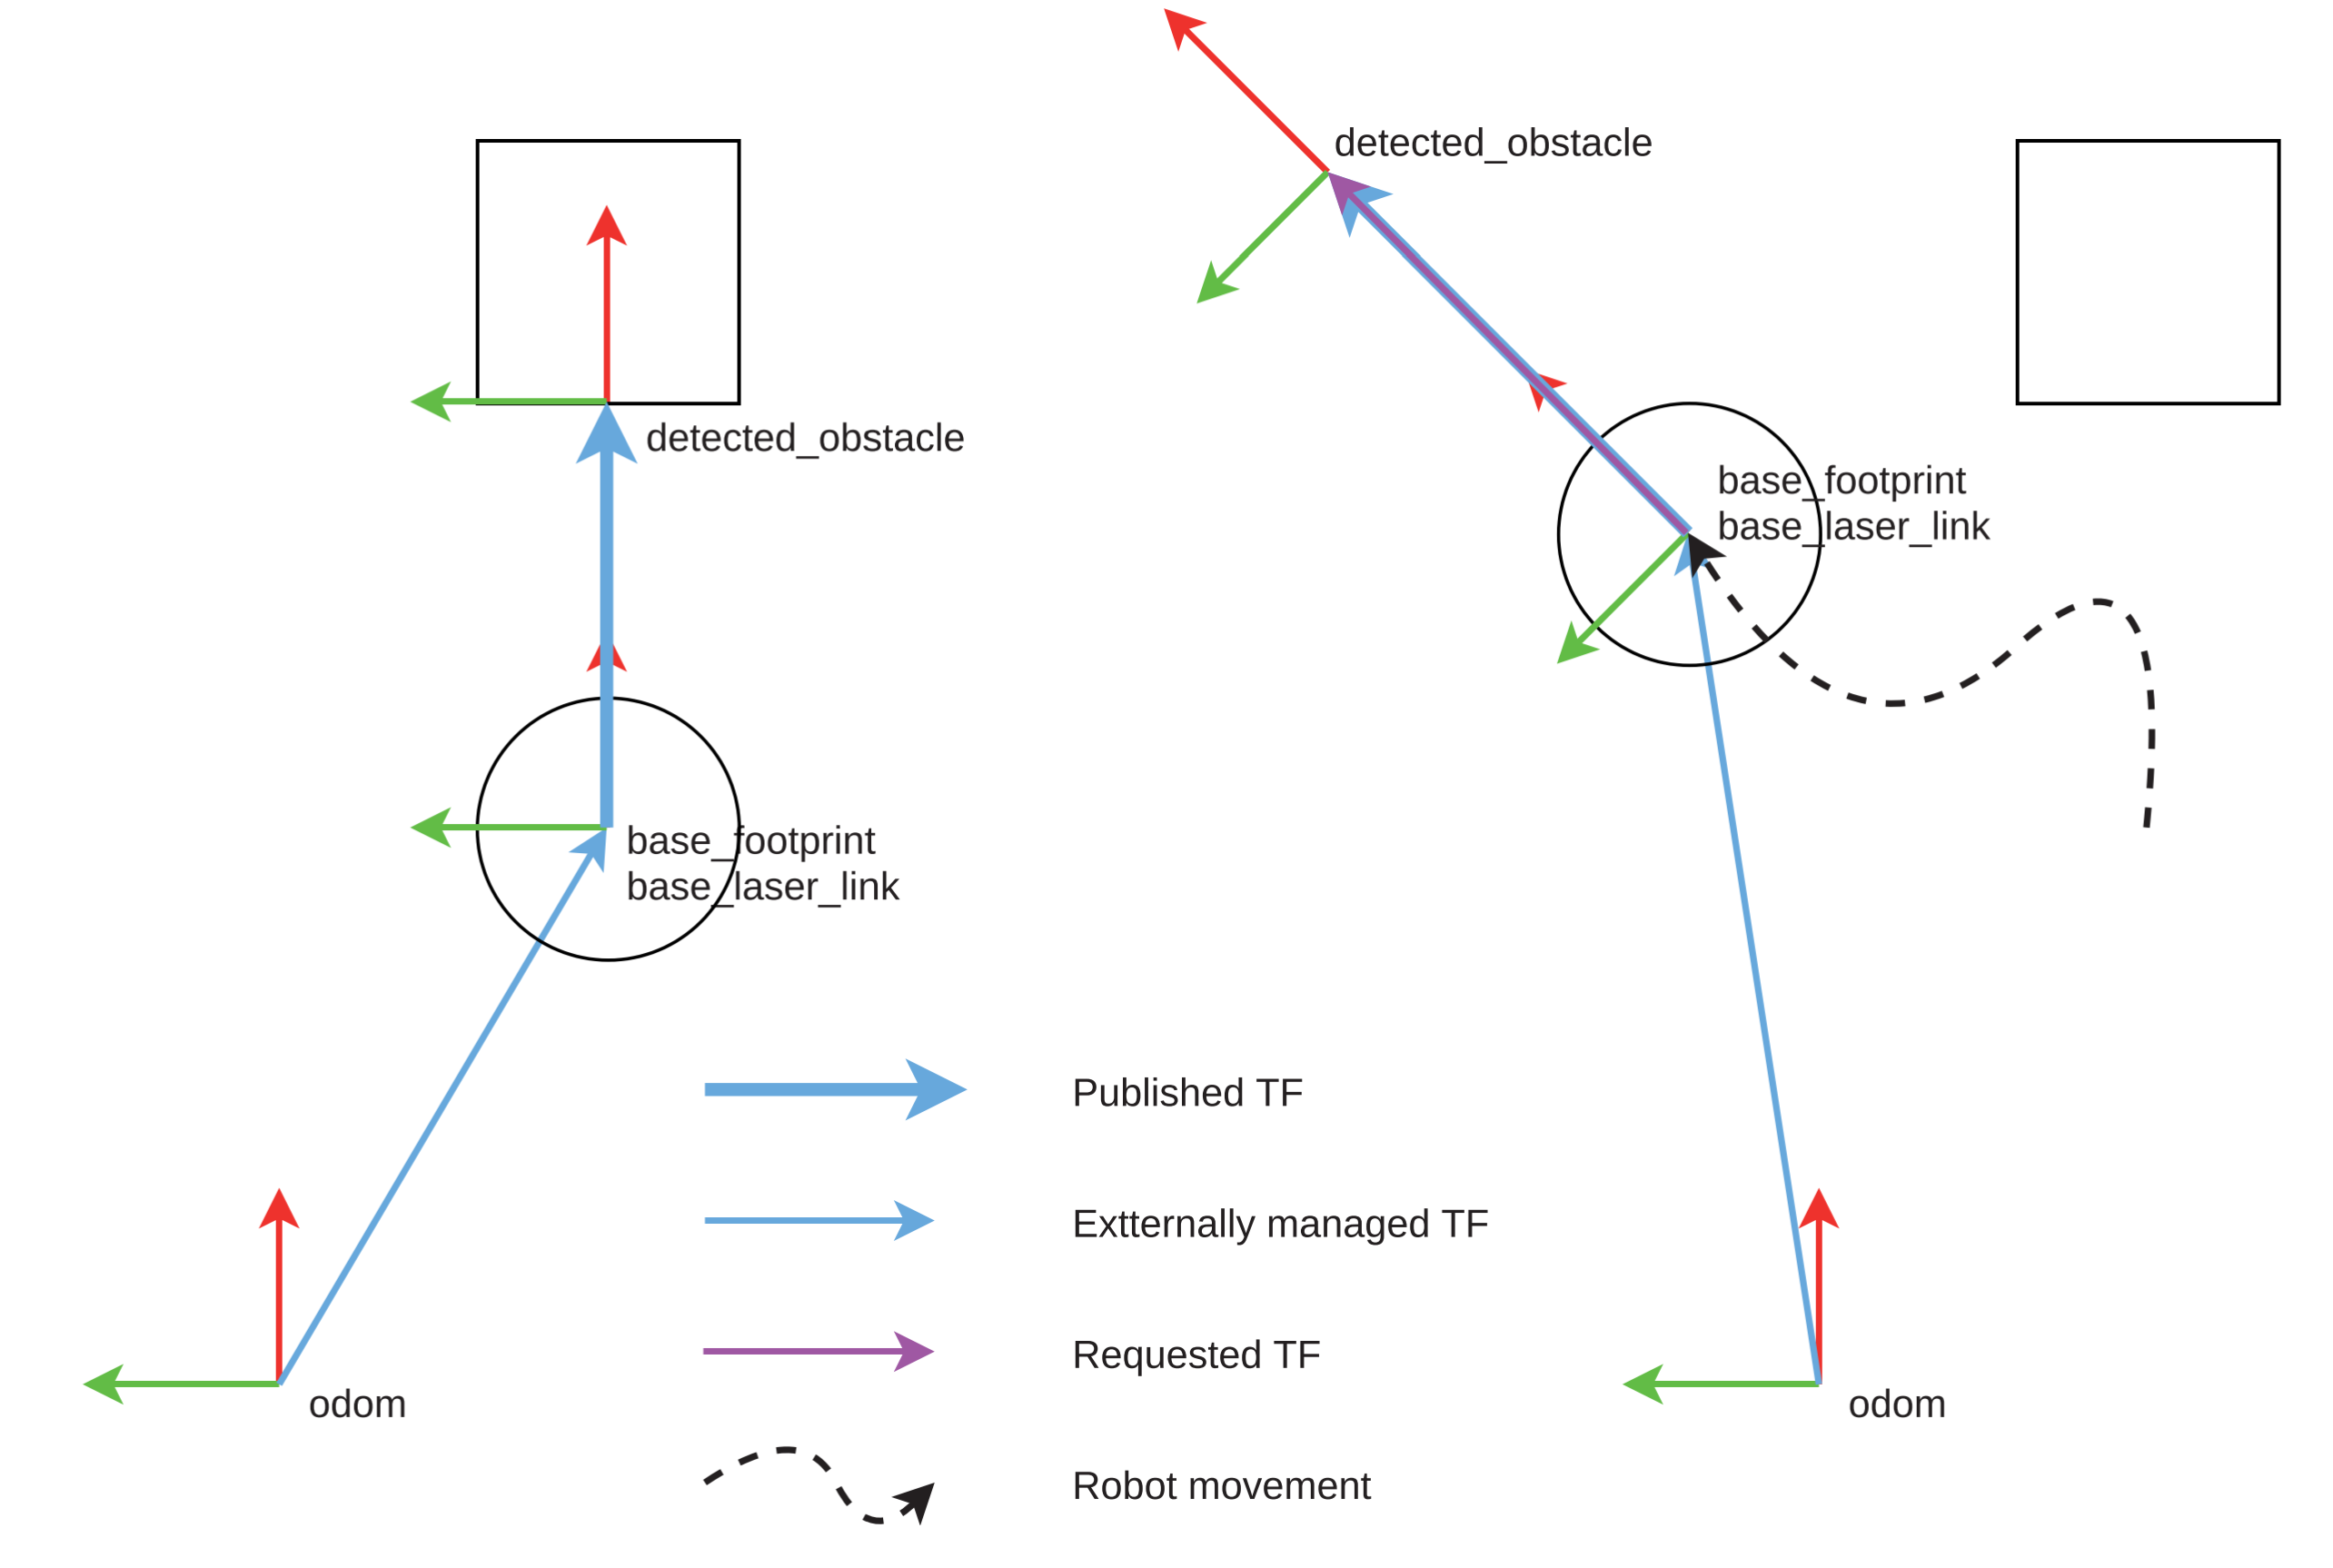 detected_obstacle
base_footprint
base_laser_link
odom
detected_obstacle
base_footprint
base_laser_link
odom
Published TF
Extternally managed TF
Requested TF
Robot movement